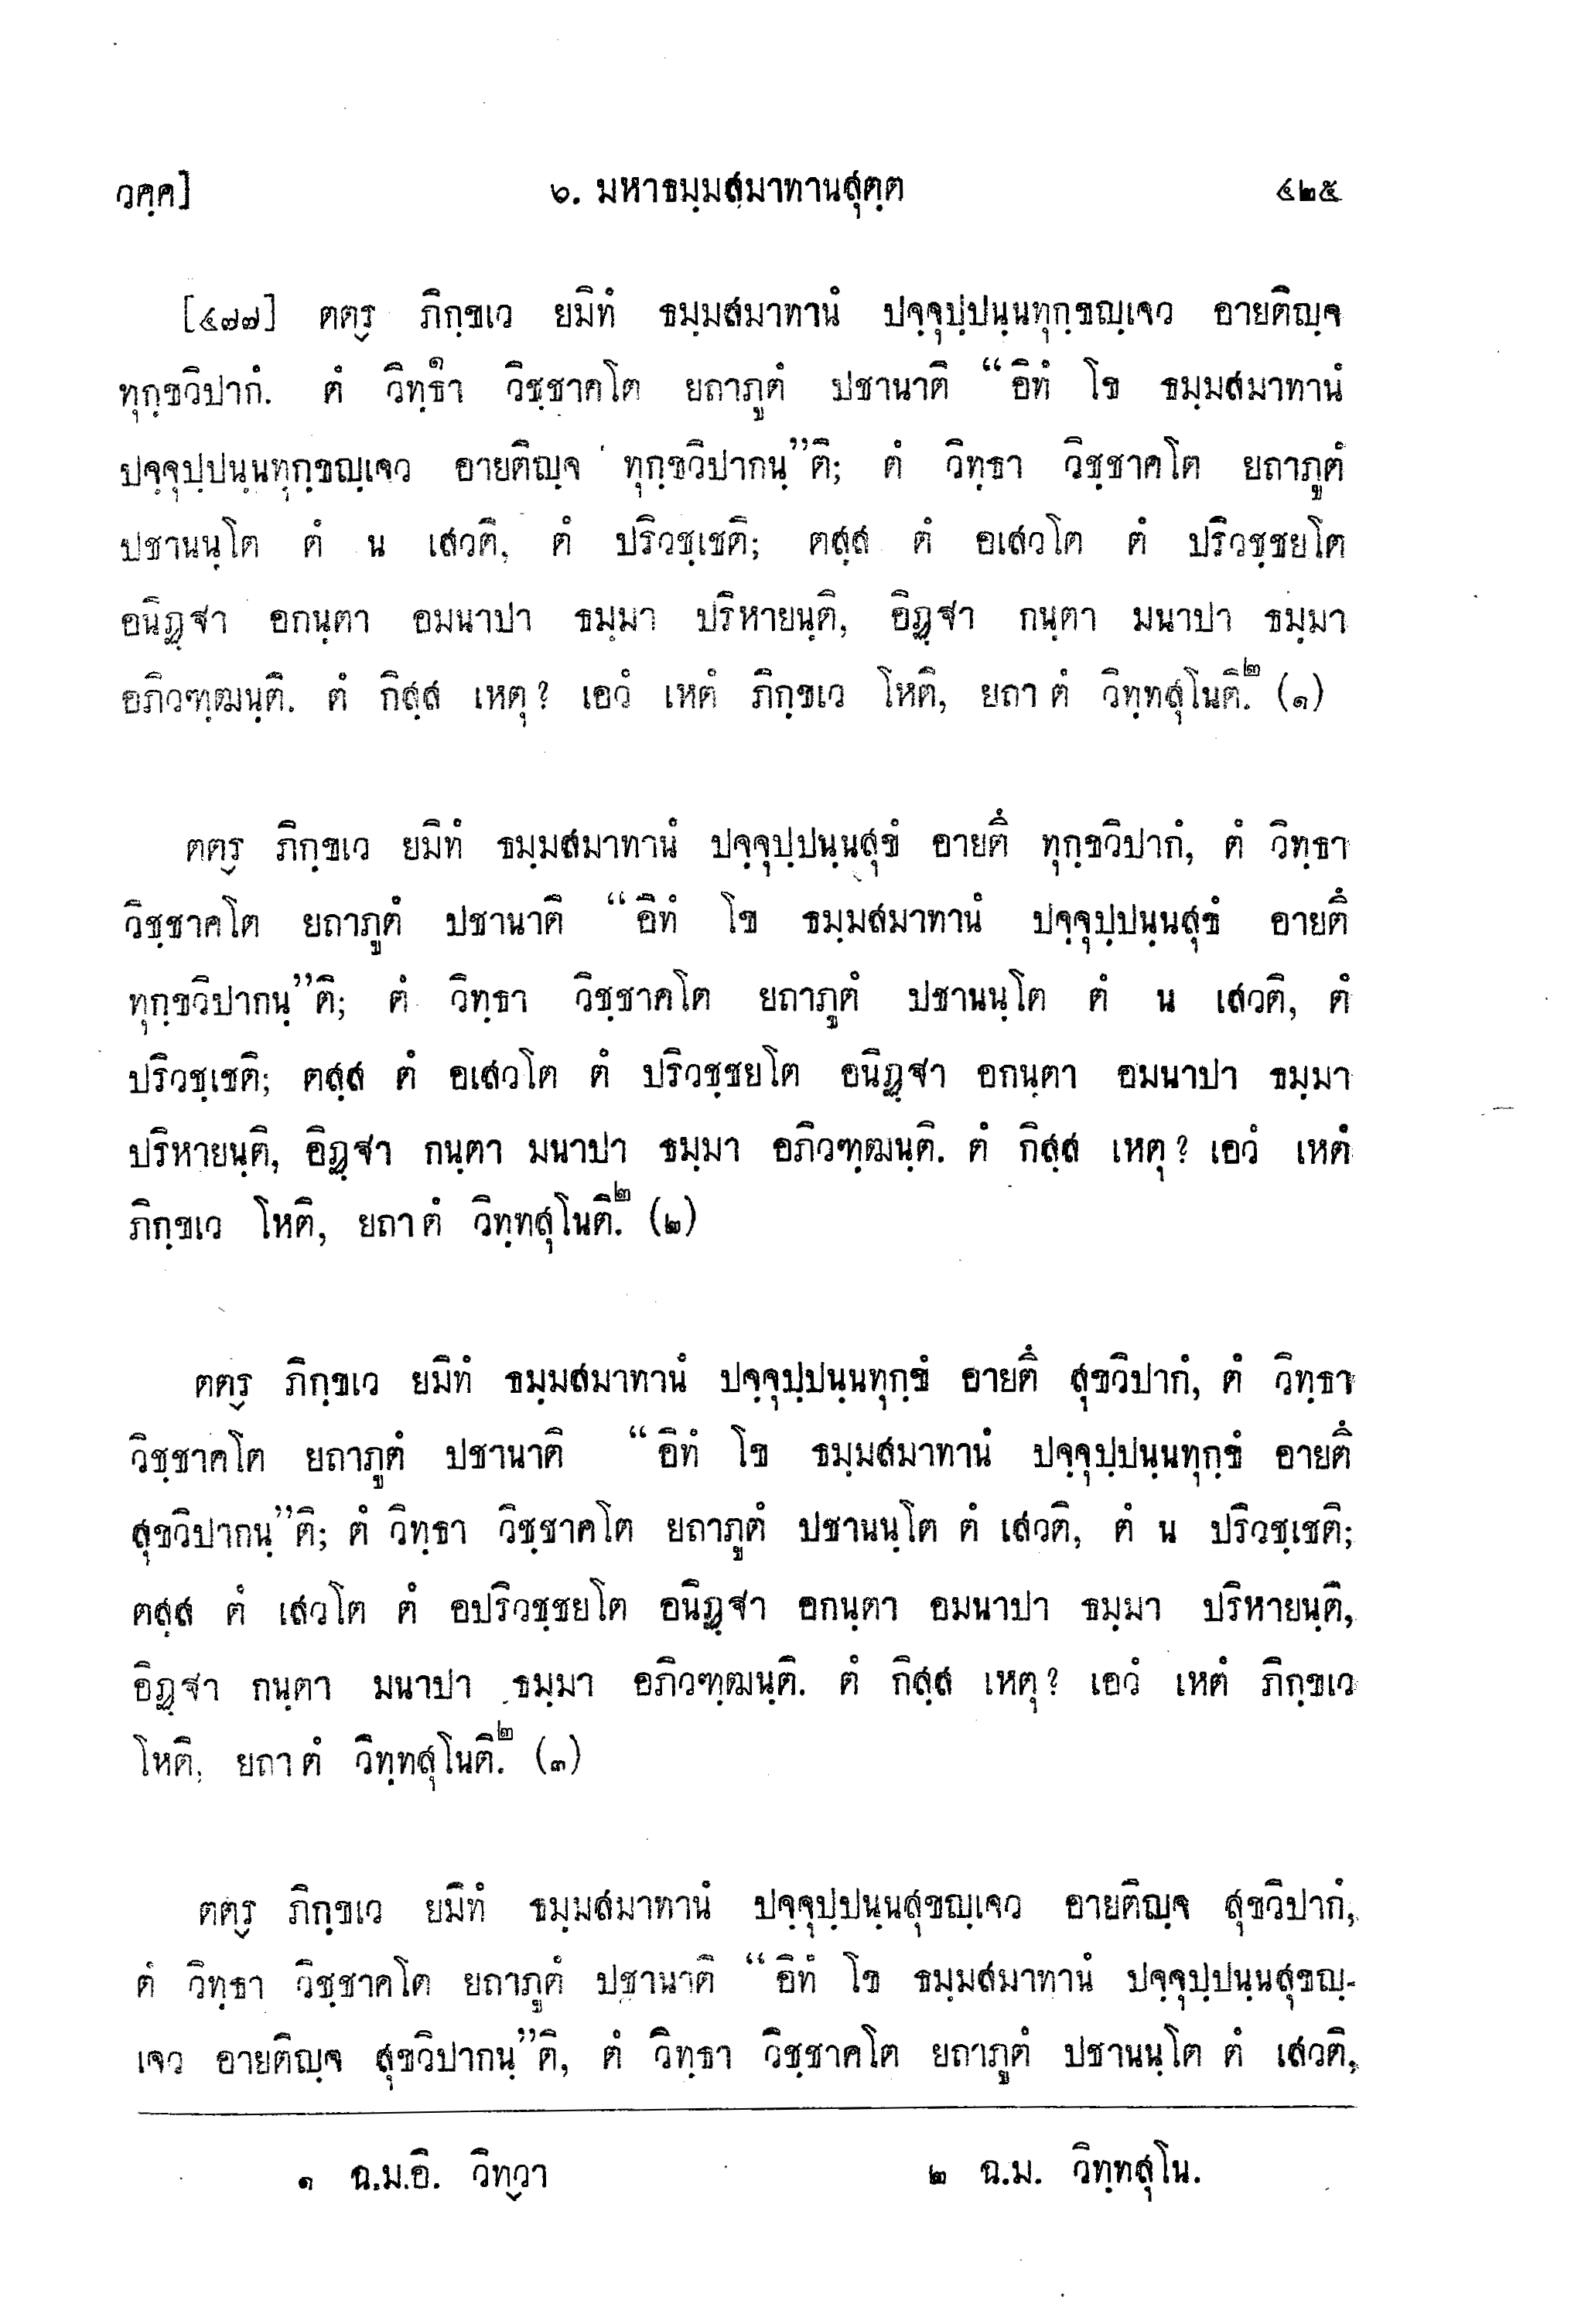 วคฺค] ๖. มหาธมฺมสมาทานสุตฺต ๔๒๕
[๔๗๗] ตตฺร ภิกฺขเว ยมิทํ ธมฺมสมาทานํ ปจฺจุปฺปนฺนทุกฺขญฺเจว อายติญฺจ
ทุกฺขวิปากํ. ตํ วิทฺธา๑ วิชฺชาคโต ยถาภูตํ ปชานาติ “อิทํ โข ธมฺมสมาทานํ
ปจฺจุปฺปนฺนทุกฺขญฺเจว อายติญฺจ ทุกฺขวิปากนฺ”ติ; ตํ วิทฺธา วิชฺชาคโต ยถาภูตํ
ปชานนฺโต ตํ น เสวติ, ตํ ปริวชฺเชติ; ตสฺส ตํ อเสวโต ตํ ปริวชฺชยโต
อนิฏฺฐา อกนฺตา อมนาปา ธมฺมา ปริหายนฺติ, อิฏฺฐา กนฺตา มนาปา ธมฺมา
อภิวฑฺฒนฺติ. ตํ กิสฺส เหตุ? เอวํ เหตํ ภิกฺขเว โหติ, ยถา ตํ วิทฺทสุโนติ.๒ (๑)
ตตฺร ภิกฺขเว ยมิทํ ธมฺมสมาทานํ ปจฺจุปฺปนฺนสุขํ อายตึ ทุกฺขวิปากํ, ตํ วิทฺธา
วิชฺชาคโต ยถาภูตํ ปชานาติ “อิทํ โข ธมฺมสมาทานํ ปจฺจุปฺปนฺนสุขํ อายตึ
ทุกฺขวิปากนฺ”ติ; ตํ วิทฺธา วิชฺชาคโต ยถาภูตํ ปชานนฺโต ตํ น เสวติ, ตํ
ปริวชฺเชติ; ตสฺส ตํ อเสวโต ตํ ปริวชฺชยโต อนิฏฺฐา อกนฺตา อมนาปา ธมฺมา
ปริหายนฺติ, อิฏฺฐา กนฺตา มนาปา ธมฺมา อภิวฑฺฒนฺติ. ตํ กิสฺส เหตุ? เอวํ เหตํ
ภิกฺขเว โหติ, ยถา ตํ วิทฺทสุโนติ.๒ (๒)
ตตฺร ภิกฺขเว ยมิทํ ธมฺมสมาทานํ ปจฺจุปฺปนฺนทุกฺขํ อายตึ สุขวิปากํ, ตํ วิทฺธา
วิชฺชาคโต ยถาภูตํ ปชานาติ “อิทํ โข ธมฺมสมาทานํ ปจฺจุปฺปนฺนทุกฺขํ อายตึ
สุขวิปากนฺ”ติ; ตํ วิทฺธา วิชฺชาคโต ยถาภูตํ ปชานนฺโต ตํ เสวติ, ตํ น ปริวชฺเชติ;
ตสฺส ตํ เสวโต ตํ อปริวชฺชยโต อนิฏฺฐา อกนฺตา อมนาปา ธมฺมา ปริหายนฺติ,
อิฏฺฐา กนฺตา มนาปา ธมฺมา อภิวฑฺฒนฺติ. ตํ กิสฺส เหตุ? เอวํ เหตํ ภิกฺขเว
โหติ, ยถา ตํ วิทฺทสุโนติ.๒ (๓)
ตตฺร ภิกฺขเว ยมิทํ ธมฺมสมาทานํ ปจฺจุปฺปนฺนสุขญฺเจว อายติญฺจ สุขวิปากํ,
ตํ วิทฺธา วิชฺชาคโต ยถาภูตํ ปชานาติ “อิทํ โข ธมฺมสมาทานํ ปจฺจุปฺปนฺนสุขญฺ-
เจว อายติญฺจ สุขวิปากนฺ”ติ, ตํ วิทฺธา วิชฺชาคโต ยถาภูตํ ปชานนฺโต ตํ เสวติ,
๑ ฉ.ม.อิ. วิทฺวา ๒ ฉ.ม. วิทฺทสุโน.